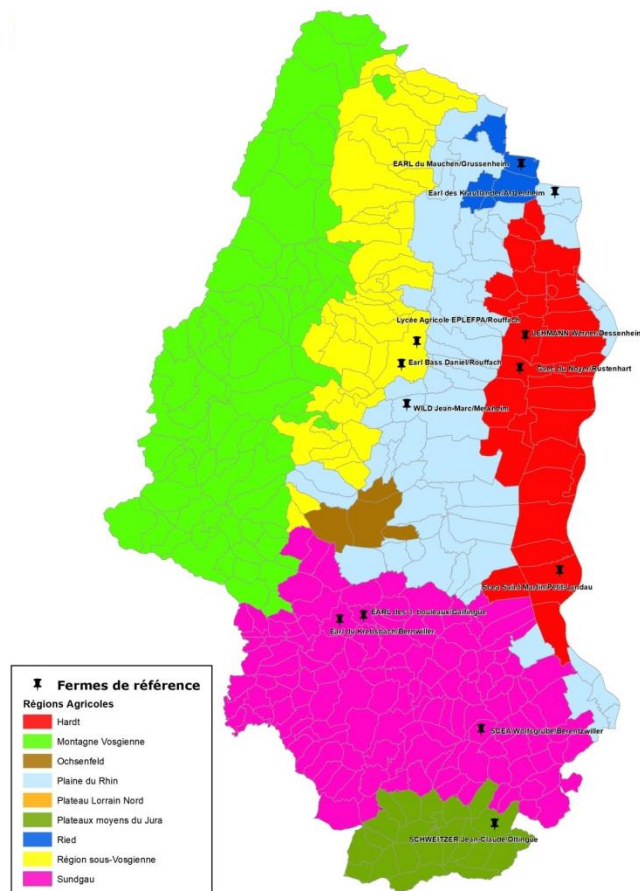 EARL du Mauchen/Grussenheim
Earl des Krautlander/Artzenheim
Lycée Agricole EPLEFPA/Rouffach
LEHMANN Werner/Dessenheim
Earl Bass Daniel/Rouffach
Gaec du Noyer/Rustenhart
WILD Jean-Marc/Merxheim
Scea Saint Martin/Petit-Landau
EARL des 3 bouleaux/Galfingue
Earl du Krebsbach/Bernwiller
SCEA Wolfsgrube/Berentzwiller
SCHWEITZER Jean-Claude/Oltingue
Fermes de référence
Régions Agricoles
Hardt
Montagne Vosgienne
Ochsenfeld
Plaine du Rhin
Plateau Lorrain Nord
Plateaux moyens du Jura
Ried
Région sous-Vosgienne
Sundgau